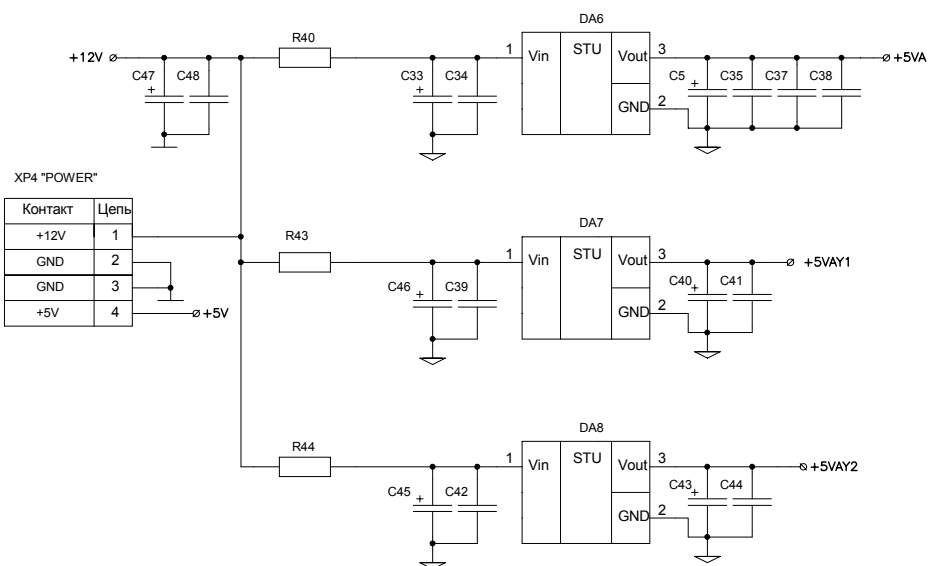 DA6
R40
+12V
1 Vin STU Vout 3
+5VA
C47 + C48
C33 + C34
GND 2
C5 + C35 C37 C38
XP4 "POWER"
Контакт Цепь
+12V 1
GND 2
GND 3
+5V 4
+5V
DA7
R43
1 Vin STU Vout 3
+5VAY1
C46 + C39
GND 2
C40 + C41
DA8
R44
1 Vin STU Vout 3
+5VAY2
C45 + C42
GND 2
C43 + C44